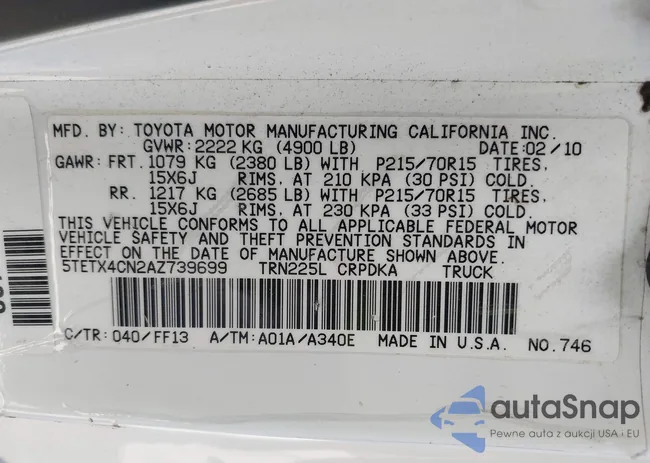 MFD. BY: TOYOTA MOTOR MANUFACTURING CALIFORNIA INC.
GVWR: 2222 KG (4900 LB) DATE: 02/10
GAWR: FRT. 1079 KG (2380 LB) WITH P215/70R15 TIRES,
15X6J RIMS, AT 210 KPA (30 PSI) COLD.
RR. 1217 KG (2685 LB) WITH P215/70R15 TIRES,
15X6J RIMS, AT 230 KPA (33 PSI) COLD.
THIS VEHICLE CONFORMS TO ALL APPLICABLE FEDERAL MOTOR
VEHICLE SAFETY AND THEFT PREVENTION STANDARDS IN
EFFECT ON THE DATE OF MANUFACTURE SHOWN ABOVE.
5TETX4CN2AZ739699 TRN225L CRPDKA TRUCK
C/TR: 040/FF13 A/TM: A01A/A340E MADE IN U.S.A. NO. 746
autaSnap
Pewne auta z aukcji USA i EU